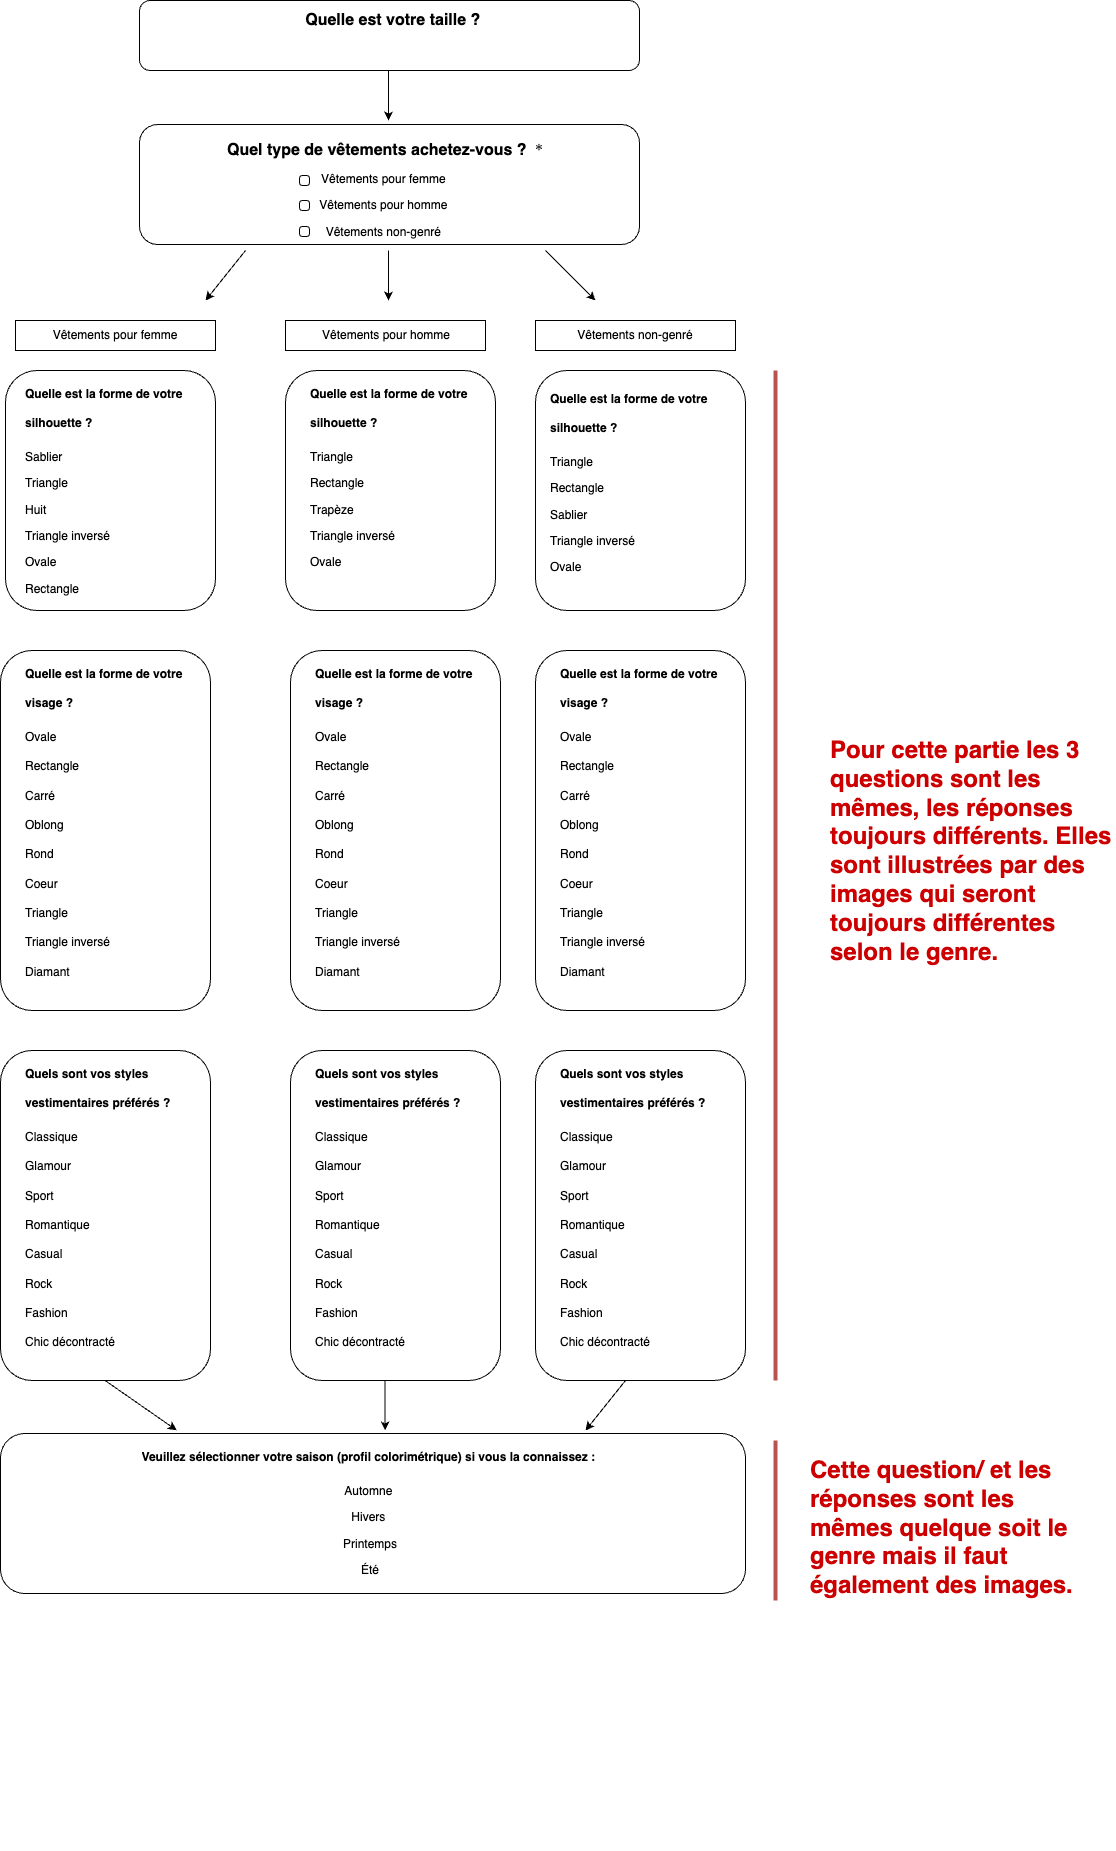 Quelle est votre taille ?
Quel type de vêtements achetez-vous ? *
Vêtements pour femme
Vêtements pour homme
Vêtements non-genré
Vêtements pour femme
Quelle est la forme de votre
silhouette ?
Sablier
Triangle
Huit
Triangle inversé
Ovale
Rectangle
Quelle est la forme de votre
visage ?
Ovale
Rectangle
Carré
Oblong
Rond
Coeur
Triangle
Triangle inversé
Diamant
Quels sont vos styles
vestimentaires préférés ?
Classique
Glamour
Sport
Romantique
Casual
Rock
Fashion
Chic décontracté
Vêtements pour homme
Quelle est la forme de votre
silhouette ?
Triangle
Rectangle
Trapèze
Triangle inversé
Ovale
Quelle est la forme de votre
visage ?
Ovale
Rectangle
Carré
Oblong
Rond
Coeur
Triangle
Triangle inversé
Diamant
Quels sont vos styles
vestimentaires préférés ?
Classique
Glamour
Sport
Romantique
Casual
Rock
Fashion
Chic décontracté
Vêtements non-genré
Quelle est la forme de votre
silhouette ?
Triangle
Rectangle
Sablier
Triangle inversé
Ovale
Quelle est la forme de votre
visage ?
Ovale
Rectangle
Carré
Oblong
Rond
Coeur
Triangle
Triangle inversé
Diamant
Quels sont vos styles
vestimentaires préférés ?
Classique
Glamour
Sport
Romantique
Casual
Rock
Fashion
Chic décontracté
Pour cette partie les 3
questions sont les
mêmes, les réponses
toujours différents. Elles
sont illustrées par des
images qui seront
toujours différentes
selon le genre.
Veuillez sélectionner votre saison (profil colorimétrique) si vous la connaissez :
Automne
Hivers
Printemps
Été
Cette question/ et les
réponses sont les
mêmes quelque soit le
genre mais il faut
également des images.